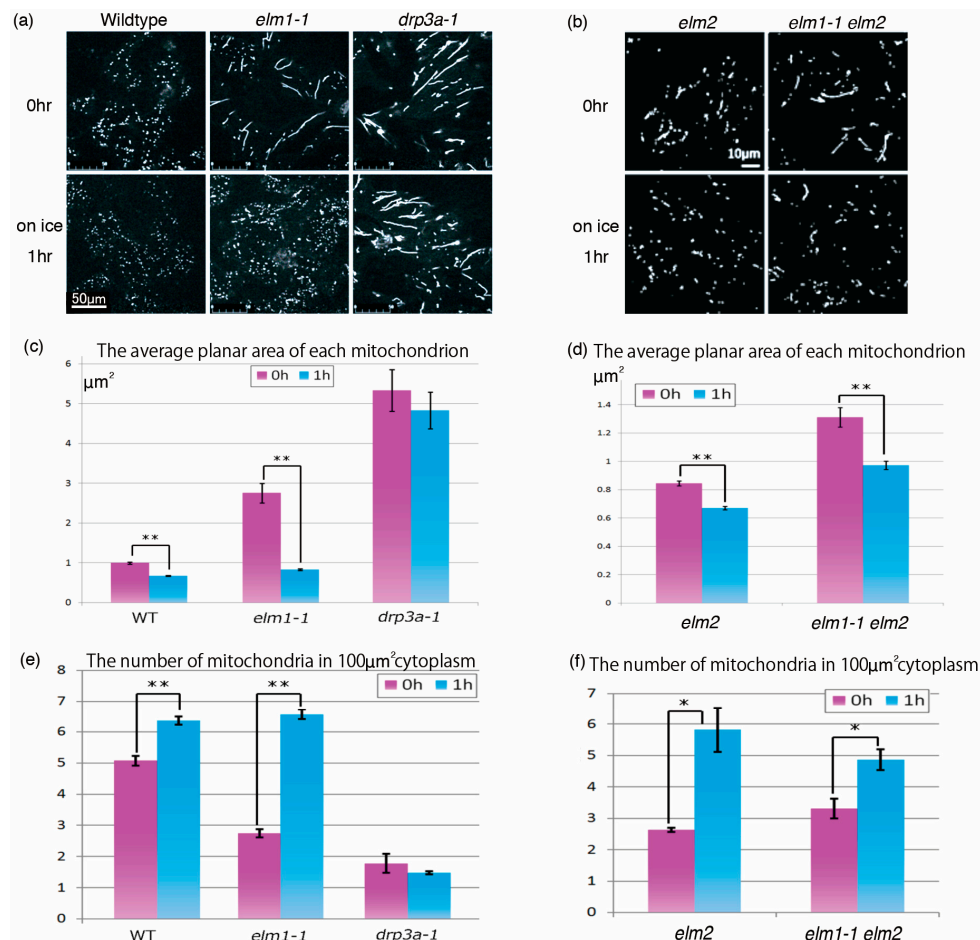 (a) Wildtype elm1-1 drp3a-1
0hr
on ice
1hr
50µm
(b) elm2 elm1-1 elm2
0hr
10µm
on ice
1hr
(c) The average planar area of each mitochondrion
µm²
0h 1h
6
5
4
3
2
1
0
**
**
WT elm1-1 drp3a-1
(d) The average planar area of each mitochondrion
µm²
0h 1h
1.4
1.2
1
0.8
0.6
0.4
0.2
0
**
**
elm2 elm1-1 elm2
(e) The number of mitochondria in 100µm²cytoplasm
0h 1h
8
7
6
5
4
3
2
1
0
**
**
WT elm1-1 drp3a-1
(f) The number of mitochondria in 100µm²cytoplasm
0h 1h
7
6
5
4
3
2
1
0
*
*
elm2 elm1-1 elm2